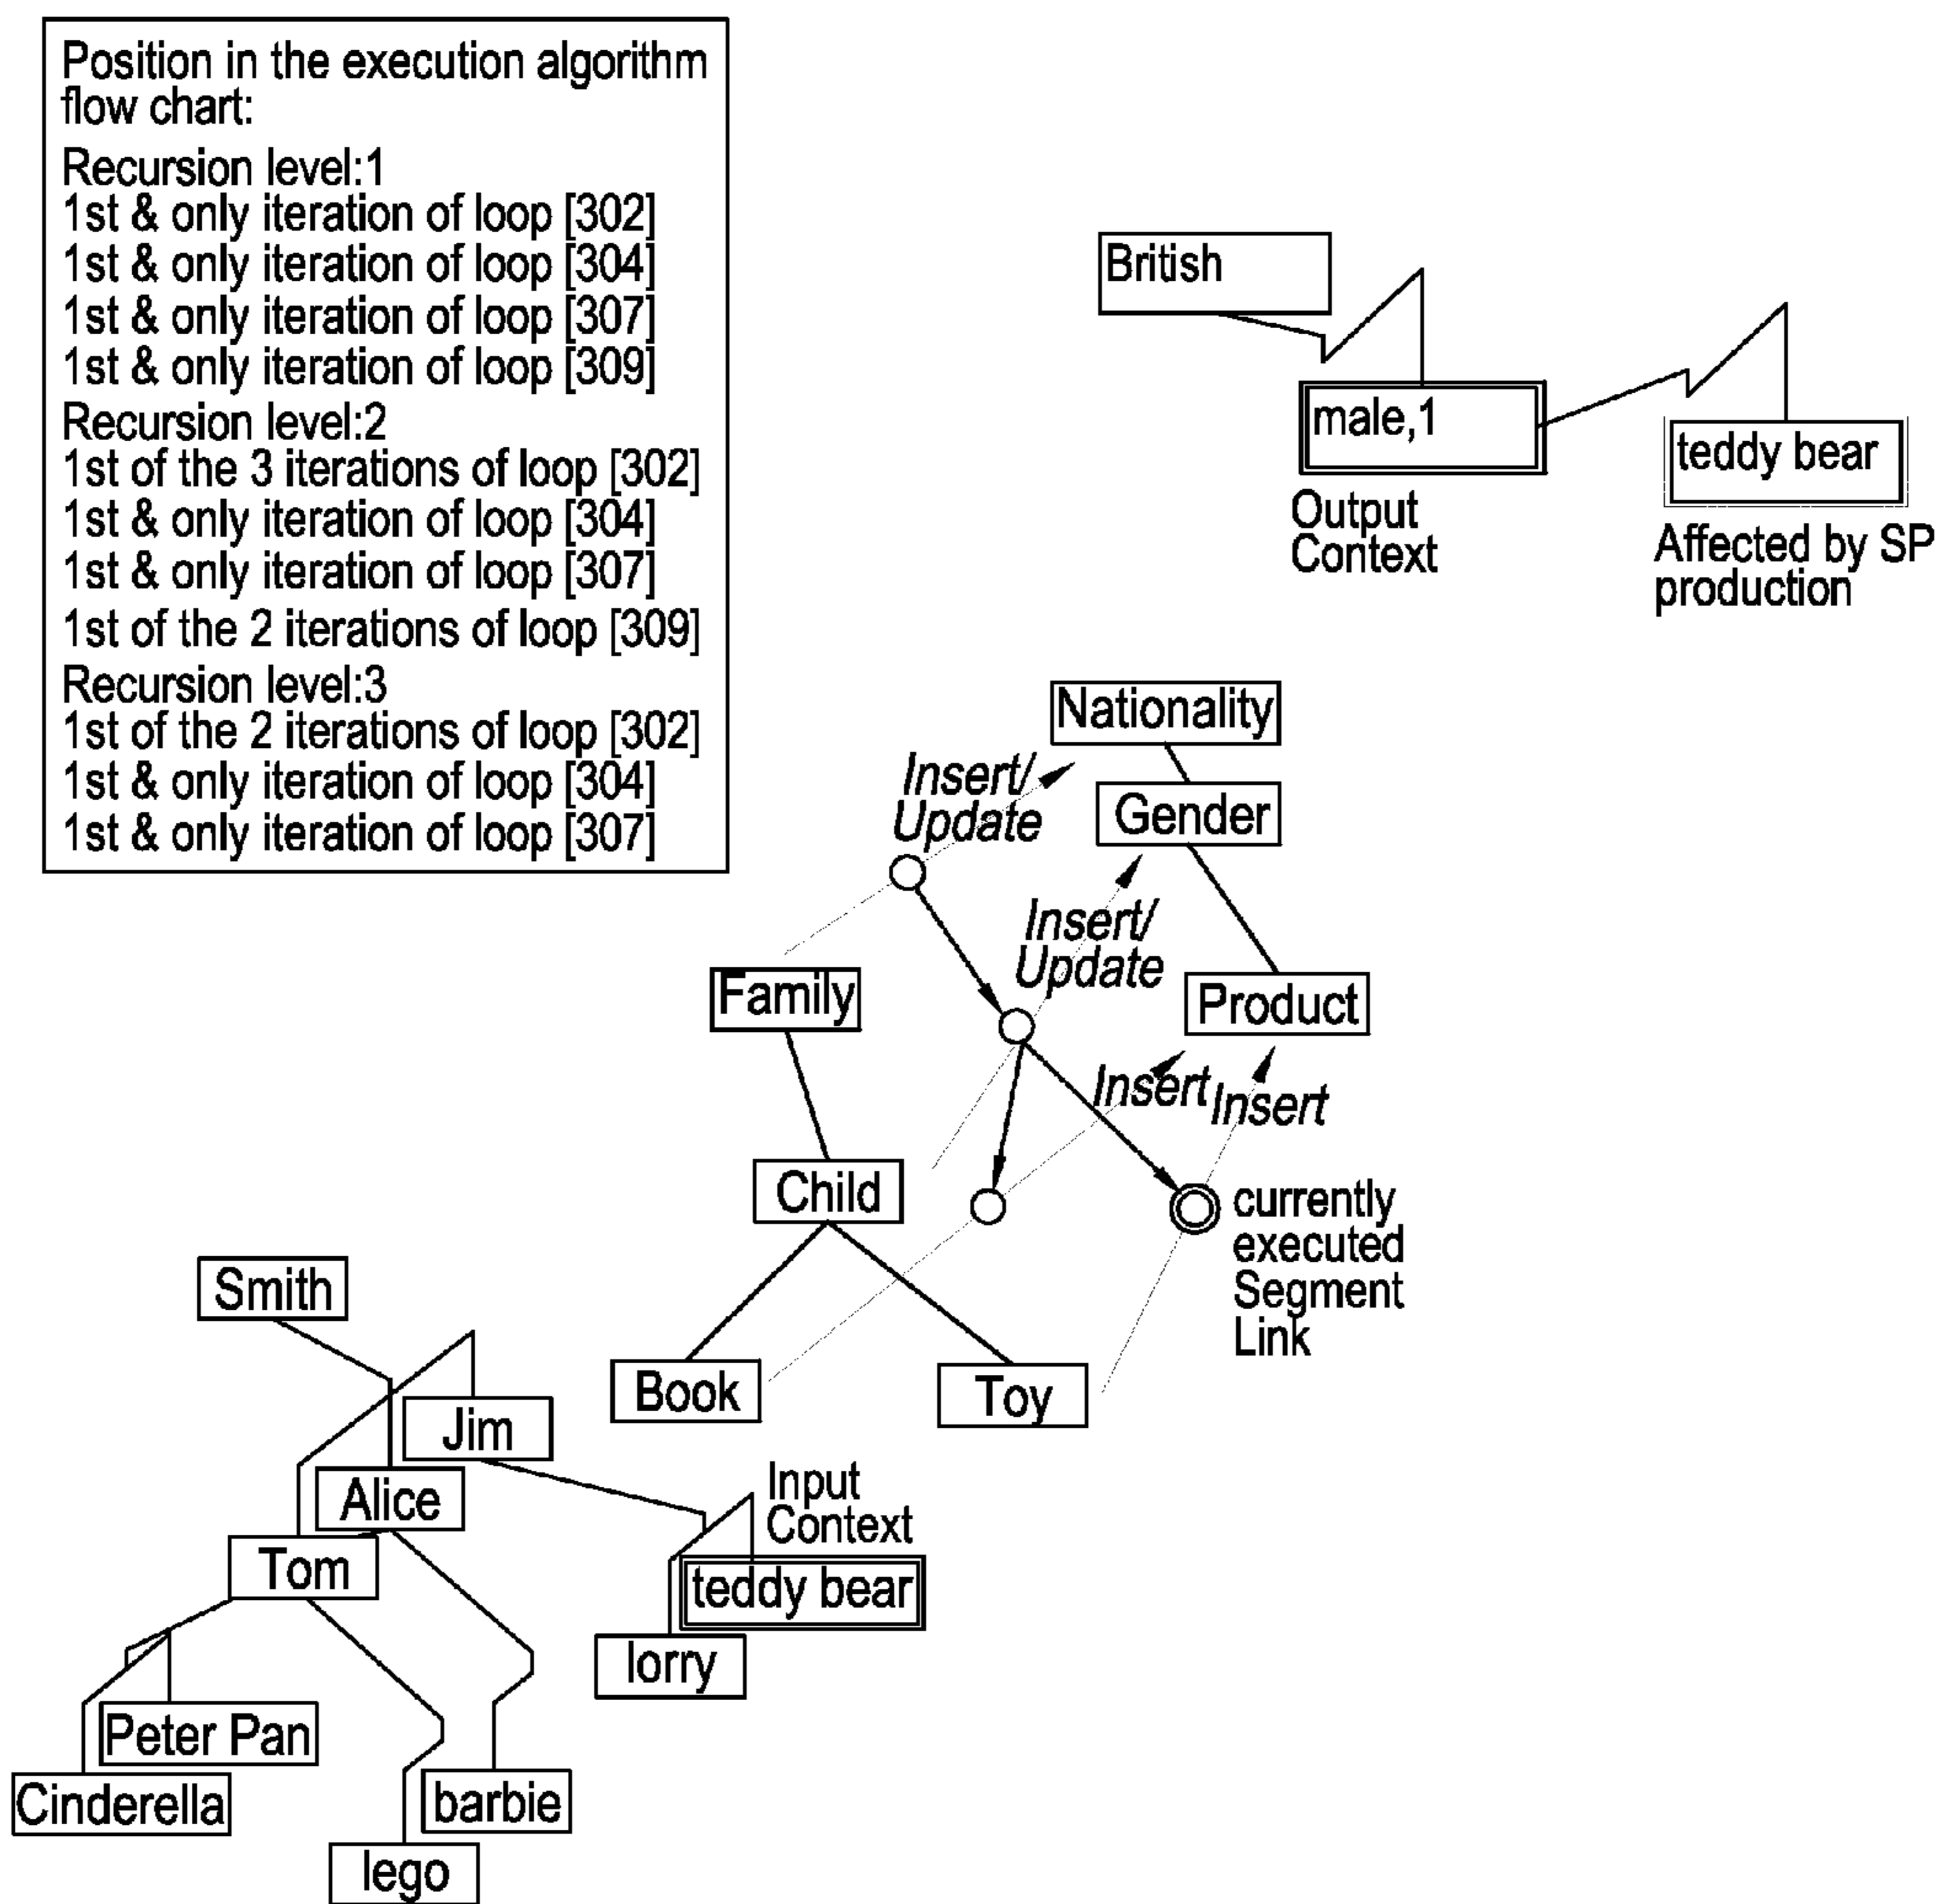 Position in the execution algorithm
flow chart:
Recursion level:1
1st & only iteration of loop [302]
1st & only iteration of loop [304]
1st & only iteration of loop [307]
1st & only iteration of loop [309]
Recursion level:2
1st of the 3 iterations of loop [302]
1st & only iteration of loop [304]
1st & only iteration of loop [307]
1st of the 2 iterations of loop [309]
Recursion level:3
1st of the 2 iterations of loop [302]
1st & only iteration of loop [304]
1st & only iteration of loop [307]
British
male,1
teddy bear
Output
Context
Affected by SP
production
Nationality
Insert/
Update
Gender
Insert/
Update
Family
Product
Insert
Insert
Child
currently
executed
Segment
Link
Smith
Book
Toy
Jim
Alice
Input
Context
Tom
teddy bear
lorry
Peter Pan
Cinderella
barbie
lego